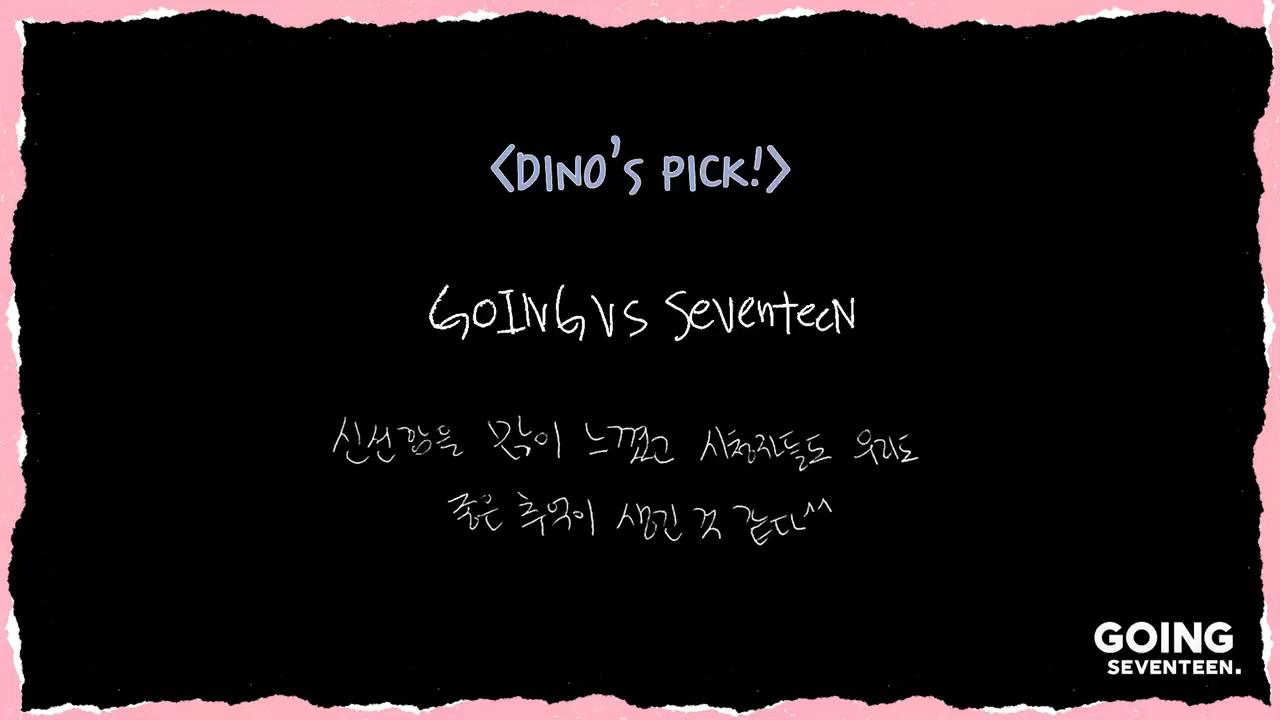 <DINO'S PICK!>
GOING VS SeventeeN
신선함을 많이 느꼈고 시청자들도 우리도
좋은 추억이 생긴 것 같다^^
GOING
SEVENTEEN.